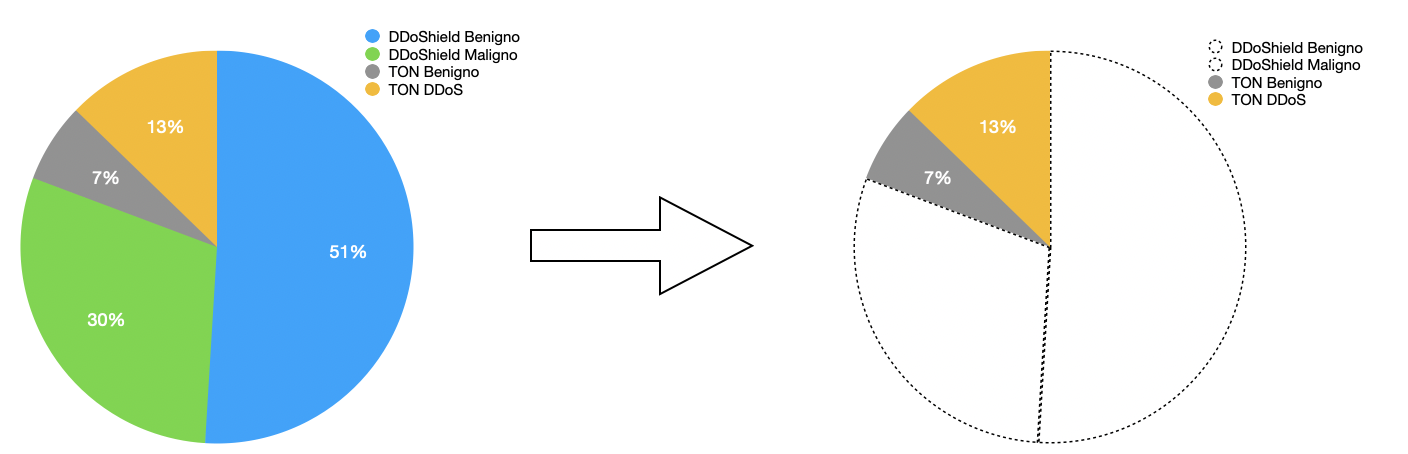 DDoShield Benigno
DDoShield Maligno
TON Benigno
TON DDoS
13%
7%
51%
30%
DDoShield Benigno
DDoShield Maligno
TON Benigno
TON DDoS
13%
7%